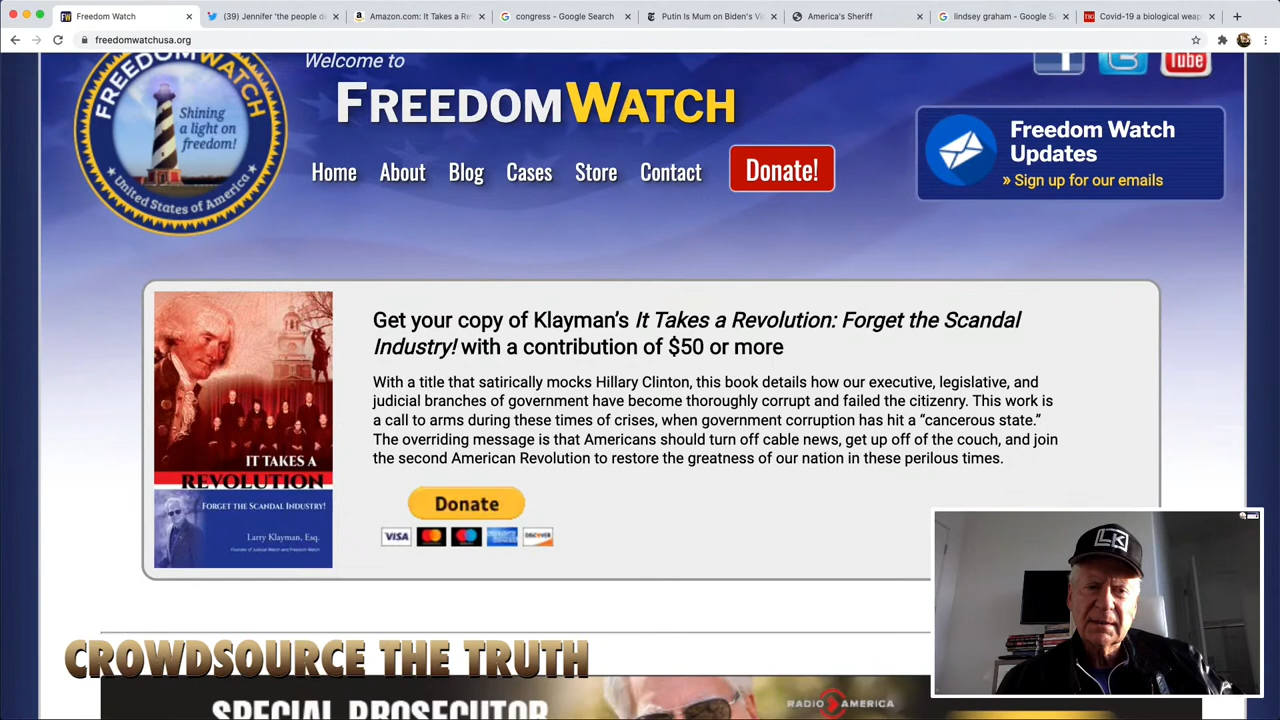 Freedom Watch
(39) Jennifer 'the people d
Amazon.com: It Takes a Re
congress - Google Search
Putin Is Mum on Biden's Vi
America's Sheriff
lindsey graham - Google S
Covid-19 a biological weap
freedomwatchusa.org
FREEDOMWATCH
Shining
a light on
freedom!
United States of America
Welcome to
FREEDOMWATCH
Tube
Home About Blog Cases Store Contact Donate!
Freedom Watch
Updates
» Sign up for our emails
IT TAKES A
REVOLUTION
FORGET THE SCANDAL INDUSTRY!
Larry Klayman, Esq.
Founder of Judicial Watch and Freedom Watch
Get your copy of Klayman's It Takes a Revolution: Forget the Scandal
Industry! with a contribution of $50 or more
With a title that satirically mocks Hillary Clinton, this book details how our executive, legislative, and
judicial branches of government have become thoroughly corrupt and failed the citizenry. This work is
a call to arms during these times of crises, when government corruption has hit a “cancerous state.”
The overriding message is that Americans should turn off cable news, get up off of the couch, and join
the second American Revolution to restore the greatness of our nation in these perilous times.
Donate
VISA
DISCOVER
LK
CROWDSOURCE THE TRUTH
SPECIAL PROSECUTOR
RADIO AMERICA